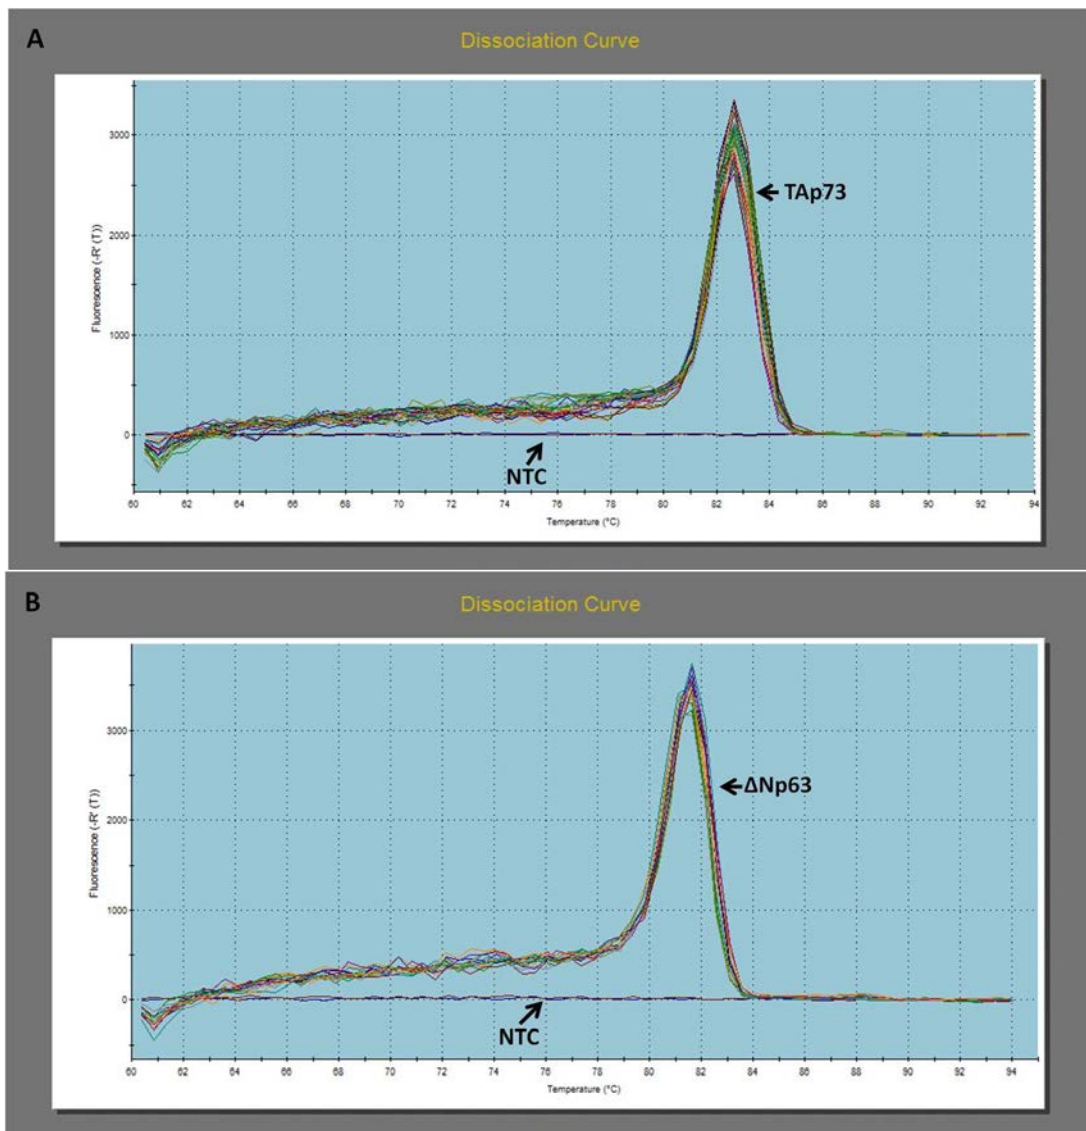 A
Dissociation Curve
3000
2000
1000
0
Fluorescence (-R' (T))
TAp73
NTC
60 62 64 66 68 70 72 74 76 78 80 82 84 86 88 90 92 94
Temperature (°C)
B
Dissociation Curve
3000
2000
1000
0
Fluorescence (-R' (T))
ΔNp63
NTC
60 62 64 66 68 70 72 74 76 78 80 82 84 86 88 90 92 94
Temperature (°C)